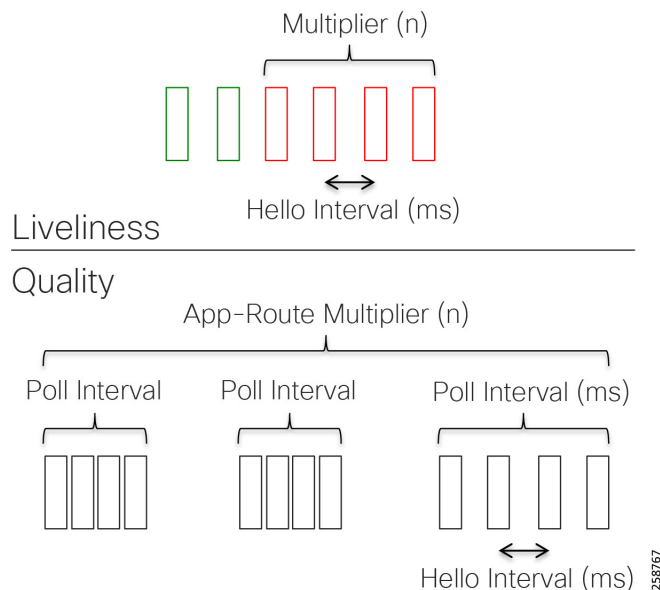 Multiplier (n)
Hello Interval (ms)
Liveliness
Quality
App-Route Multiplier (n)
Poll Interval
Poll Interval
Poll Interval (ms)
Hello Interval (ms)
258767